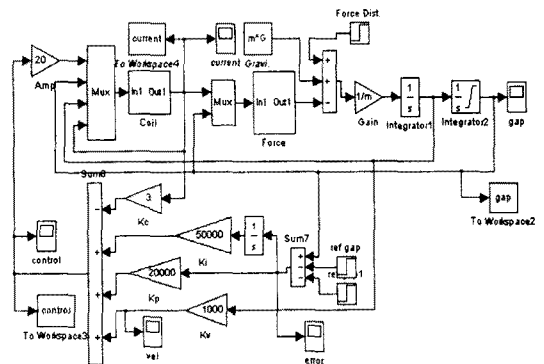 Force Dist.
20
Amp
Mux
In1 Out1
Coil
current
To Workspace4
current
m*G
Gravi.
Mux
In1 Out1
Force
1/m
Gain
1
s
Integrator1
1
s
Integrator2
gap
gap
To Workspace2
Sum6
3
Kc
50000
Ki
1
s
Sum7
ref gap
20000
Kp
1000
Kv
control
control
To Workspace3
vel
error